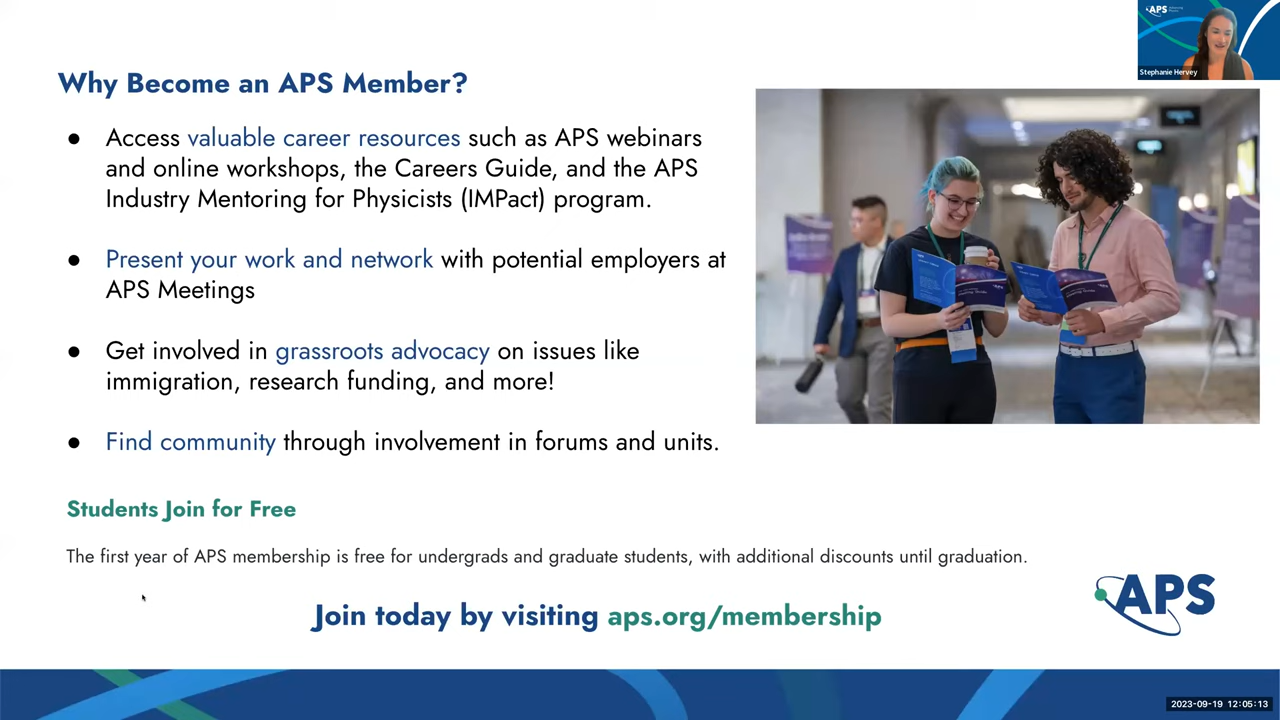 APS
Stephanie Hervey
Why Become an APS Member?
● Access valuable career resources such as APS webinars
and online workshops, the Careers Guide, and the APS
Industry Mentoring for Physicists (IMPact) program.
● Present your work and network with potential employers at
APS Meetings
● Get involved in grassroots advocacy on issues like
immigration, research funding, and more!
● Find community through involvement in forums and units.
Students Join for Free
The first year of APS membership is free for undergrads and graduate students, with additional discounts until graduation.
Join today by visiting aps.org/membership
APS
2023-09-19 12:05:13